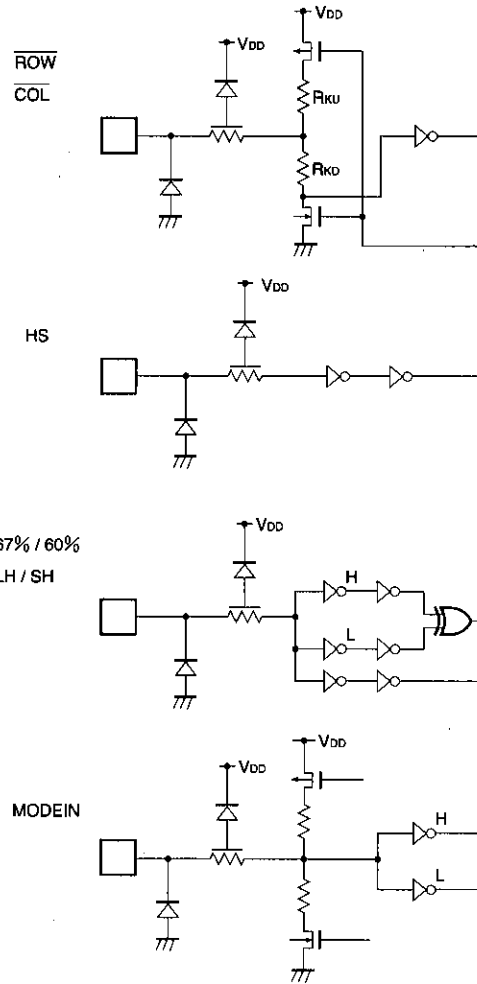 VDD
ROW
VDD
COL
RKU
RKD
VDD
HS
VDD
67% / 60%
LH / SH
H
L
VDD
VDD
MODEIN
H
L